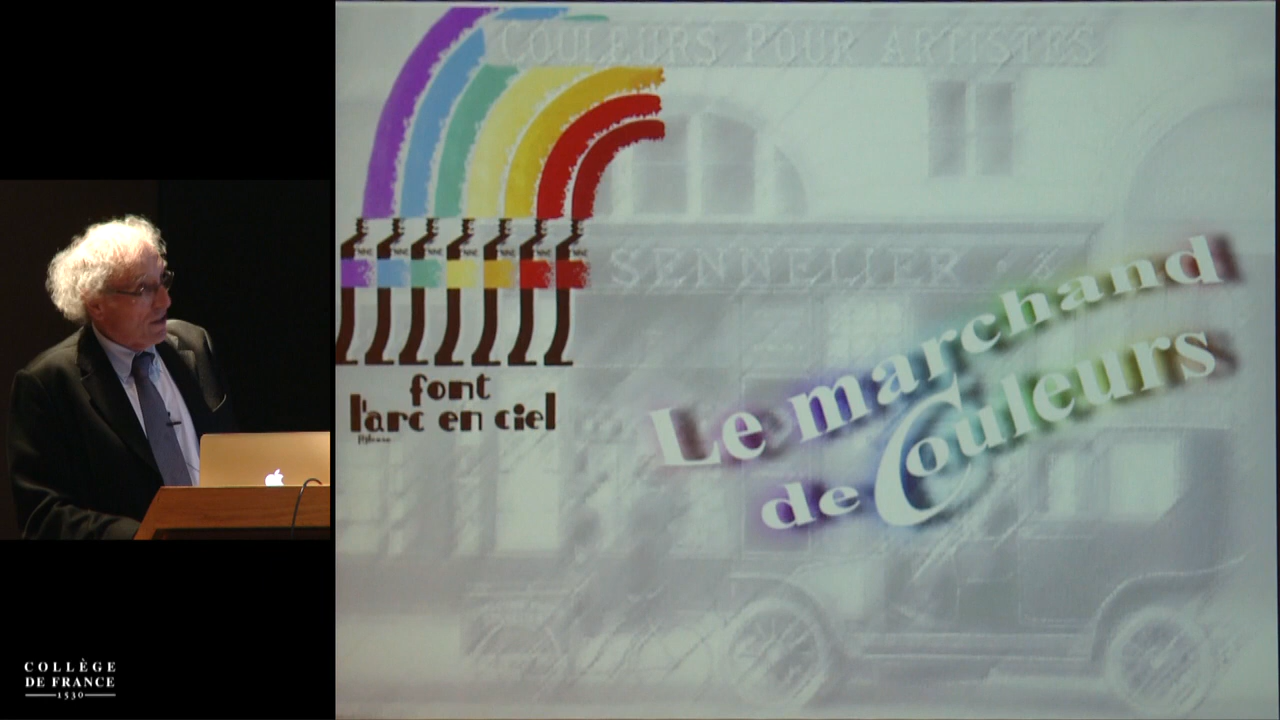 COULEURS POUR ARTISTES
SENNELIER
font
l'arc en ciel
Le marchand
de Couleurs
COLLÈGE
DE FRANCE
1530